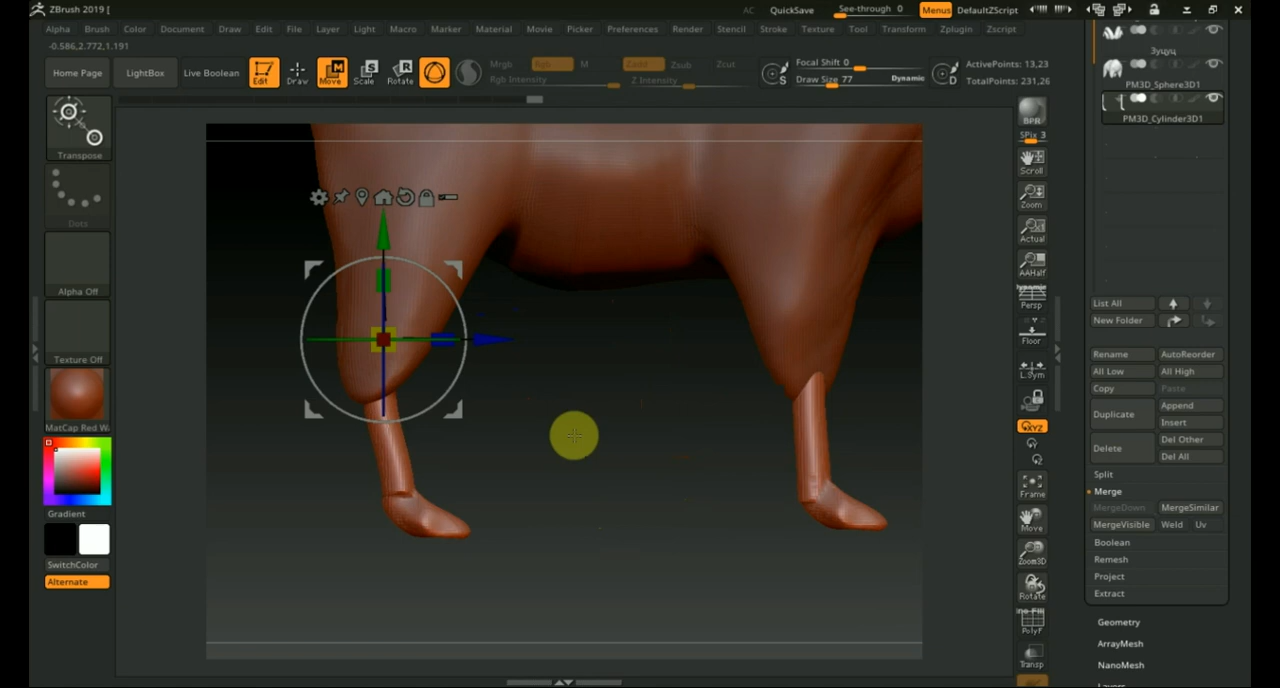 ZBrush 2019 [
AC QuickSave See-through 0 Menus DefaultZScript
Alpha Brush Color Document Draw Edit File Layer Light Macro Marker Material Movie Picker Preferences Render Stencil Stroke Texture Tool Transform Zplugin Zscript
-0.586,2.772,1.191
Home Page LightBox Live Boolean Edit Draw Move Scale Rotate
Mrgb Rgb M Zadd Zsub Zcut
Rgb Intensity Z Intensity
Focal Shift 0
Draw Size 77 Dynamic
ActivePoints: 13,23
TotalPoints: 231,26
Transpose
Dots
Alpha Off
Texture Off
MatCap Red Wa
Gradient
SwitchColor
Alternate
BPR
SPix 3
Scroll
Zoom
Actual
AAHalf
Dynamic
Persp
Floor
L.Sym
XYZ
Frame
Move
Zoom3D
Rotate
PolyF
Transp
3yцyц
PM3D_Sphere3D1
PM3D_Cylinder3D1
List All
New Folder
Rename AutoReorder
All Low All High
Copy Paste
Duplicate Append
Insert
Delete Del Other
Del All
Split
Merge
MergeDown MergeSimilar
MergeVisible Weld Uv
Boolean
Remesh
Project
Extract
Geometry
ArrayMesh
NanoMesh
Layers